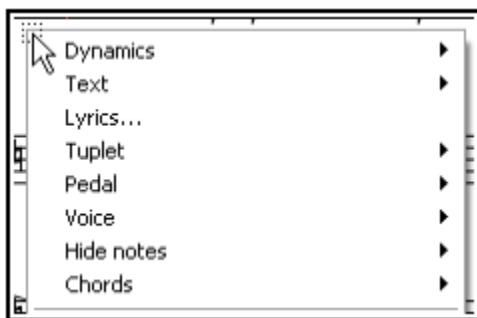 Dynamics
Text
Lyrics...
Tuplet
Pedal
Voice
Hide notes
Chords